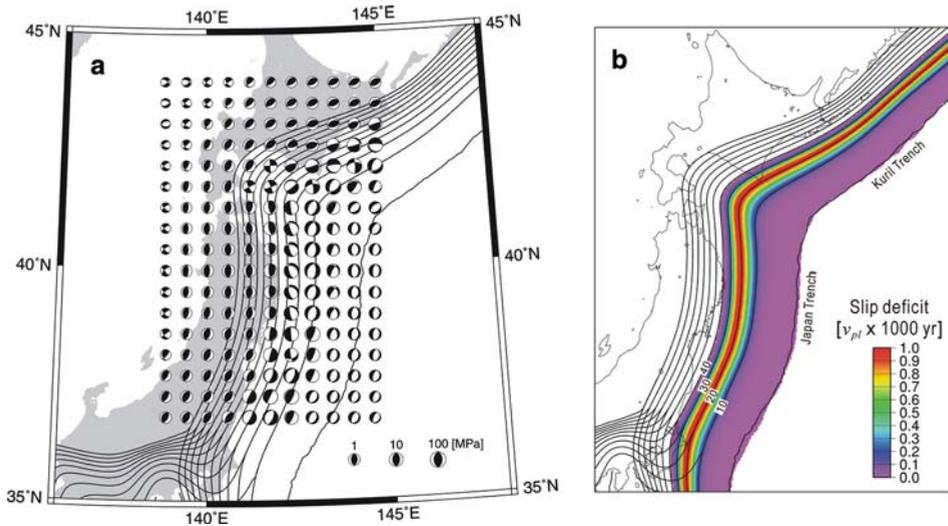 140°E
145°E
45°N
45°N
a
40°N
40°N
1 10 100 [MPa]
35°N
35°N
140°E
145°E
b
Kuril Trench
Japan Trench
40
30
20
10
Slip deficit
[v_pl x 1000 yr]
1.0
0.9
0.8
0.7
0.6
0.5
0.4
0.3
0.2
0.1
0.0